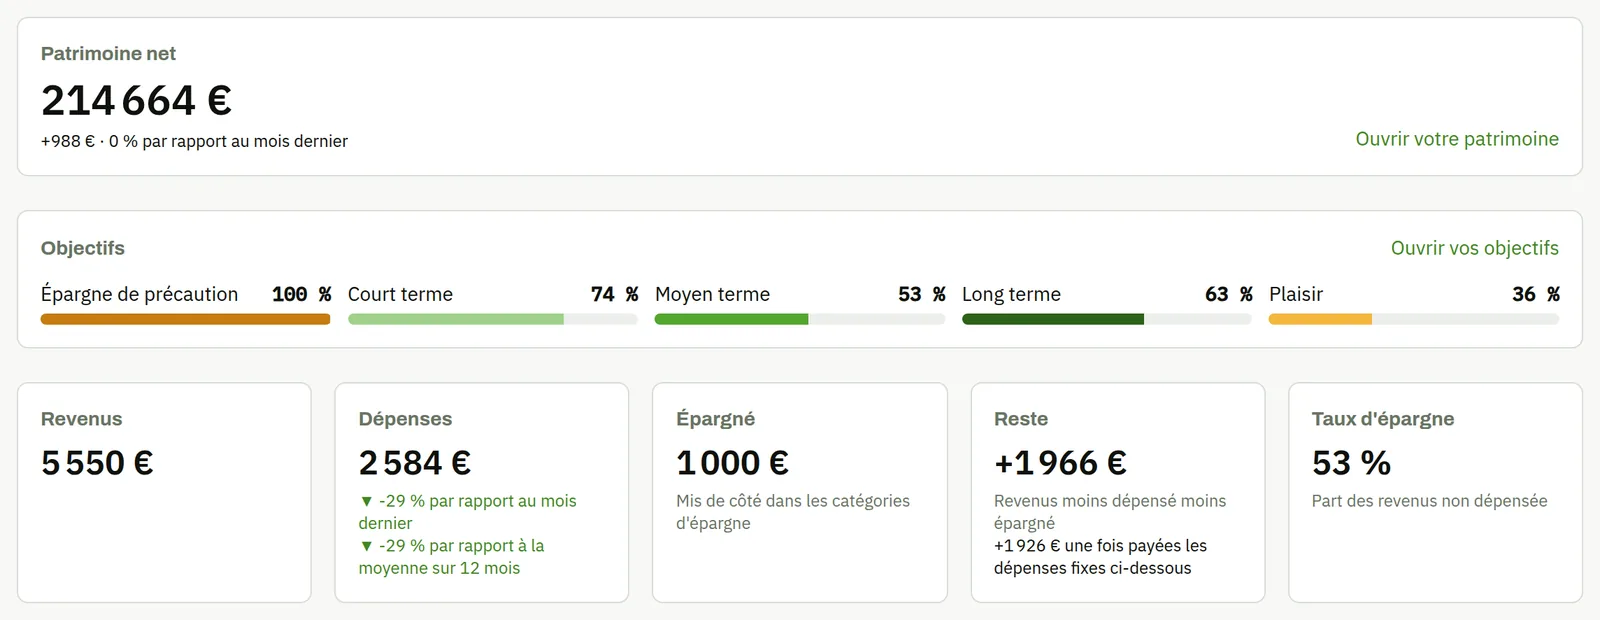 Patrimoine net
214 664 €
+988 € · 0 % par rapport au mois dernier
Ouvrir votre patrimoine
Objectifs
Ouvrir vos objectifs
Épargne de précaution 100 %
Court terme 74 %
Moyen terme 53 %
Long terme 63 %
Plaisir 36 %
Revenus
5 550 €
Dépenses
2 584 €
▼ -29 % par rapport au mois
dernier
▼ -29 % par rapport à la
moyenne sur 12 mois
Épargné
1 000 €
Mis de côté dans les catégories
d'épargne
Reste
+1 966 €
Revenus moins dépensé moins
épargné
+1 926 € une fois payées les
dépenses fixes ci-dessous
Taux d'épargne
53 %
Part des revenus non dépensée